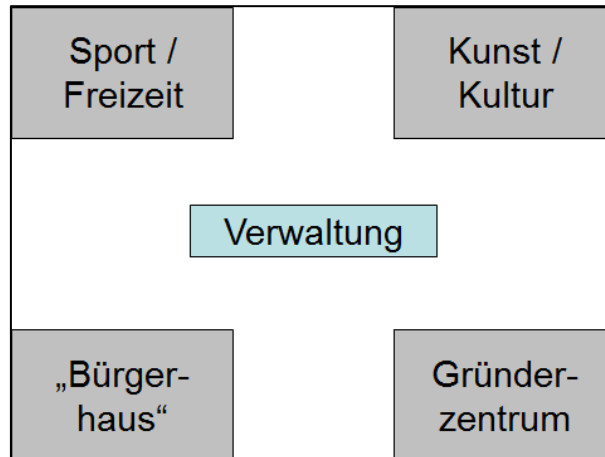 Sport /
Freizeit
Kunst /
Kultur
Verwaltung
„Bürger-
haus“
Gründer-
zentrum